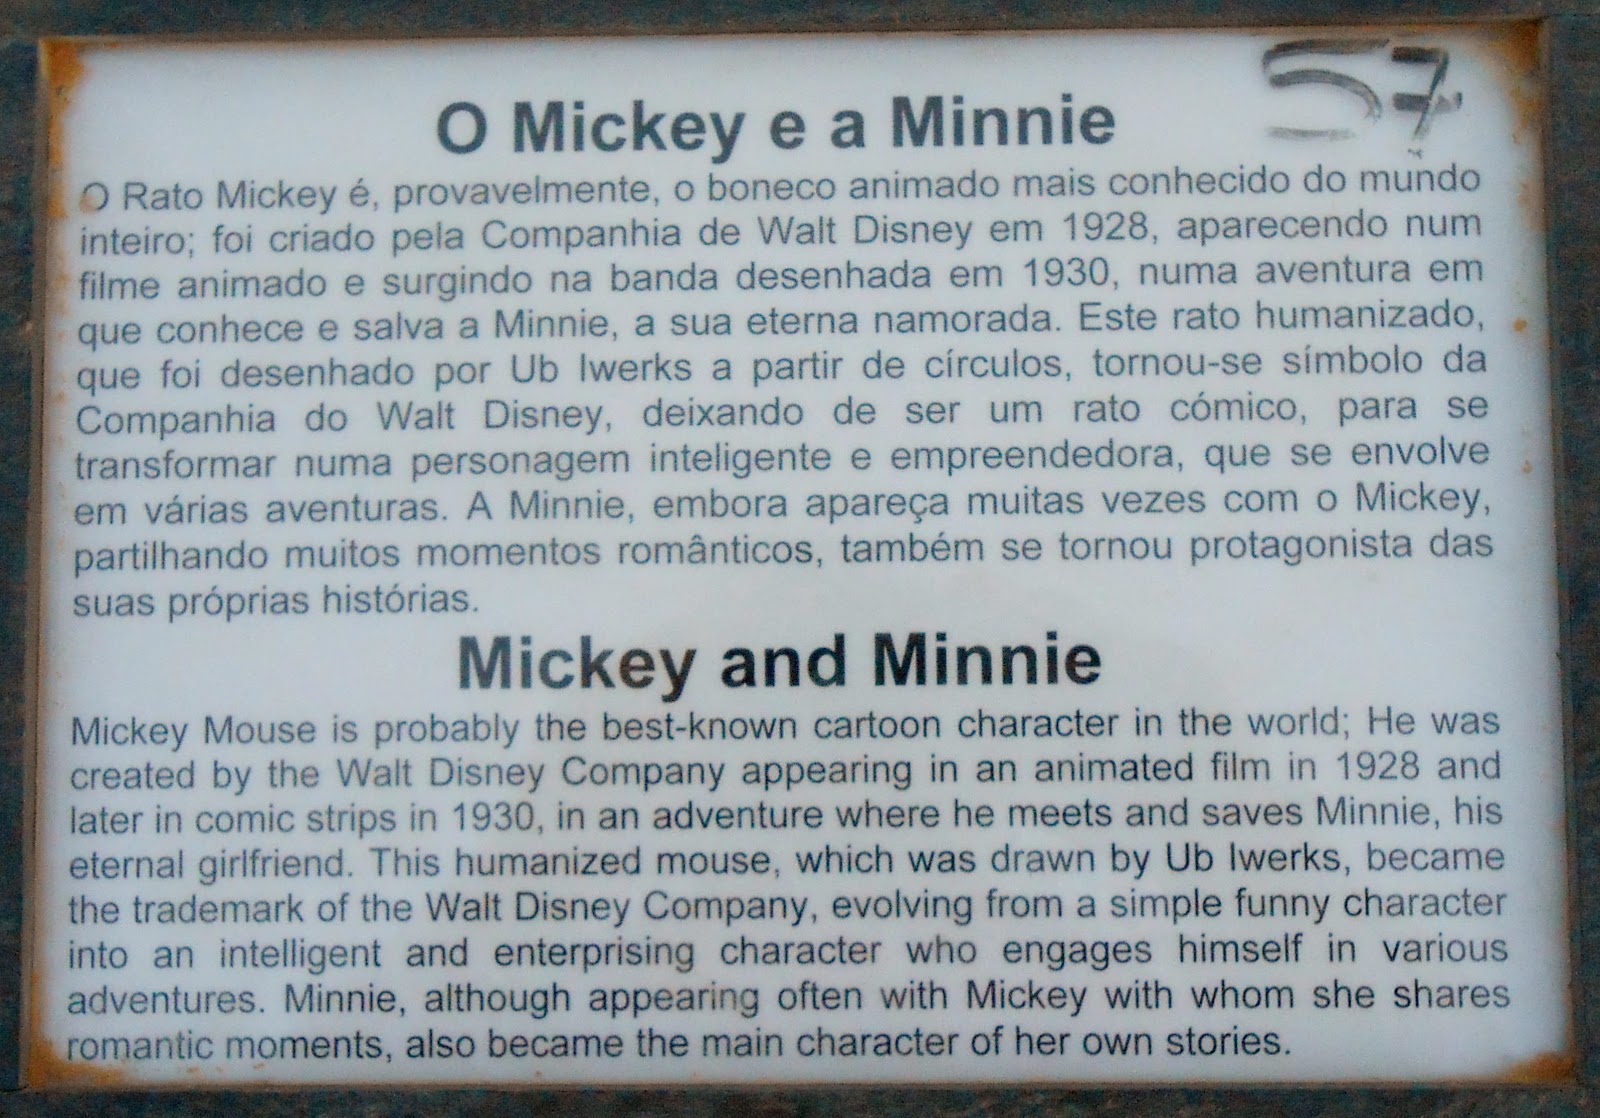 57
O Mickey e a Minnie
O Rato Mickey é, provavelmente, o boneco animado mais conhecido do mundo
inteiro; foi criado pela Companhia de Walt Disney em 1928, aparecendo num
filme animado e surgindo na banda desenhada em 1930, numa aventura em
que conhece e salva a Minnie, a sua eterna namorada. Este rato humanizado,
que foi desenhado por Ub Iwerks a partir de círculos, tornou-se símbolo da
Companhia do Walt Disney, deixando de ser um rato cómico, para se
transformar numa personagem inteligente e empreendedora, que se envolve
em várias aventuras. A Minnie, embora apareça muitas vezes com o Mickey,
partilhando muitos momentos românticos, também se tornou protagonista das
suas próprias histórias.
Mickey and Minnie
Mickey Mouse is probably the best-known cartoon character in the world; He was
created by the Walt Disney Company appearing in an animated film in 1928 and
later in comic strips in 1930, in an adventure where he meets and saves Minnie, his
eternal girlfriend. This humanized mouse, which was drawn by Ub Iwerks, became
the trademark of the Walt Disney Company, evolving from a simple funny character
into an intelligent and enterprising character who engages himself in various
adventures. Minnie, although appearing often with Mickey with whom she shares
romantic moments, also became the main character of her own stories.